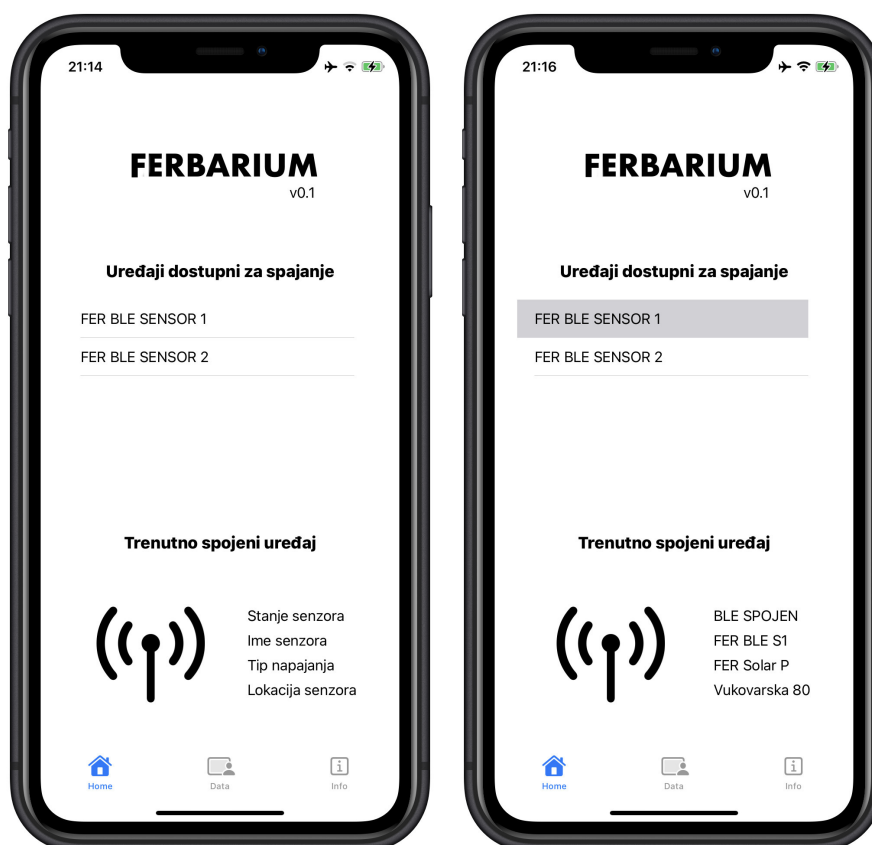 21:14
FERBARIUM
v0.1
Uređaji dostupni za spajanje
FER BLE SENSOR 1
FER BLE SENSOR 2
Trenutno spojeni uređaj
Stanje senzora
Ime senzora
Tip napajanja
Lokacija senzora
Home
Data
Info
21:16
FERBARIUM
v0.1
Uređaji dostupni za spajanje
FER BLE SENSOR 1
FER BLE SENSOR 2
Trenutno spojeni uređaj
BLE SPOJEN
FER BLE S1
FER Solar P
Vukovarska 80
Home
Data
Info